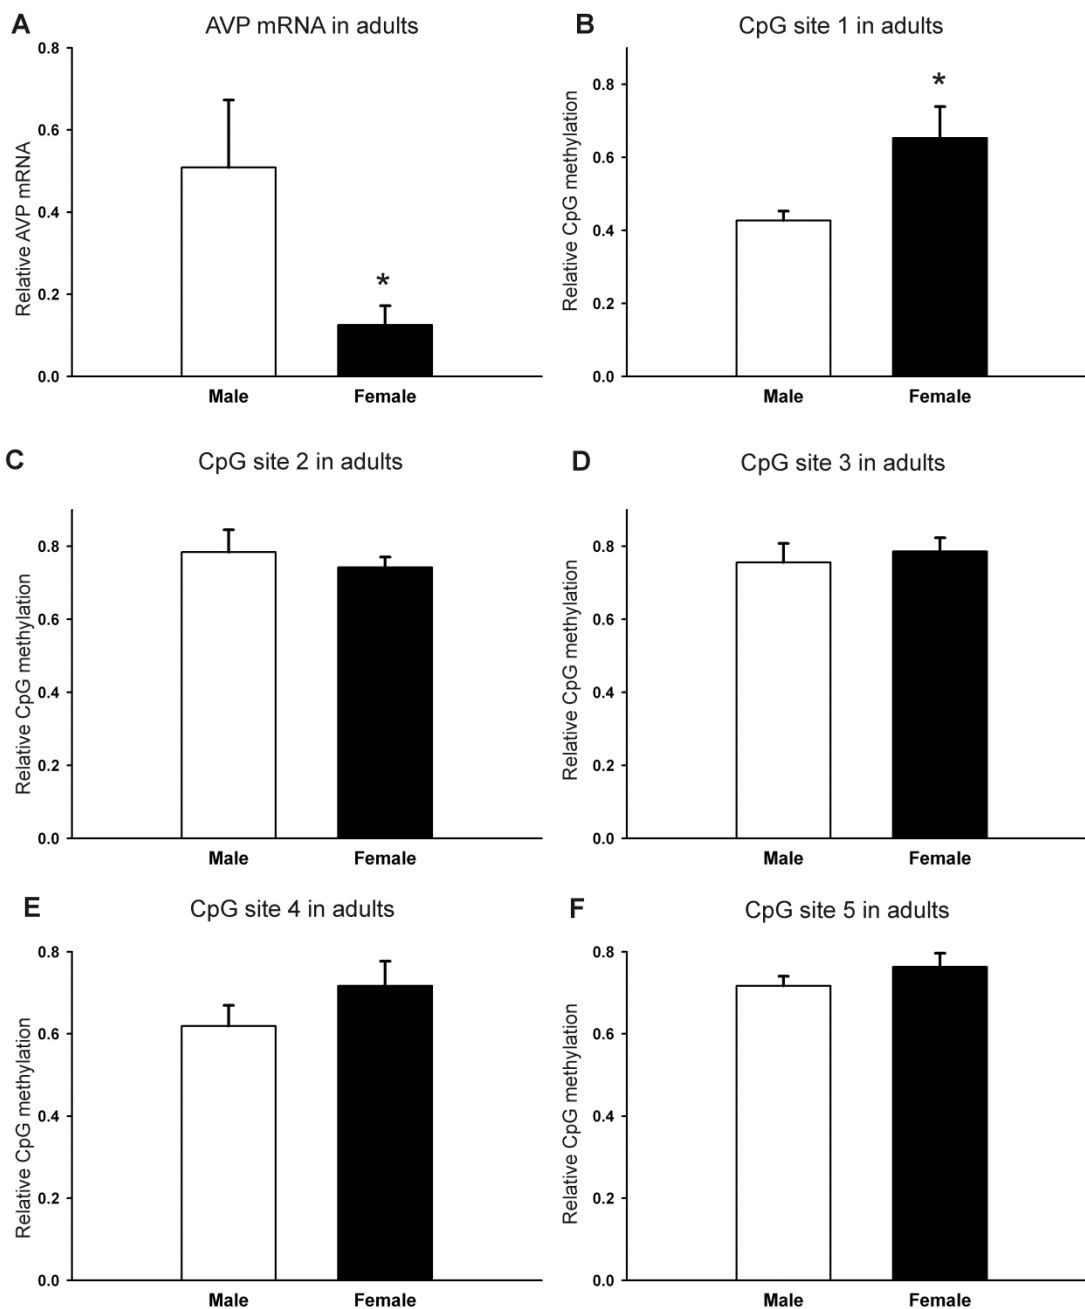 A
AVP mRNA in adults
Relative AVP mRNA
0.8
0.6
0.4
0.2
0.0
Male Female
*
B
CpG site 1 in adults
Relative CpG methylation
0.8
0.6
0.4
0.2
0.0
Male Female
*
C
CpG site 2 in adults
Relative CpG methylation
0.8
0.6
0.4
0.2
0.0
Male Female
D
CpG site 3 in adults
Relative CpG methylation
0.8
0.6
0.4
0.2
0.0
Male Female
E
CpG site 4 in adults
Relative CpG methylation
0.8
0.6
0.4
0.2
0.0
Male Female
F
CpG site 5 in adults
Relative CpG methylation
0.8
0.6
0.4
0.2
0.0
Male Female